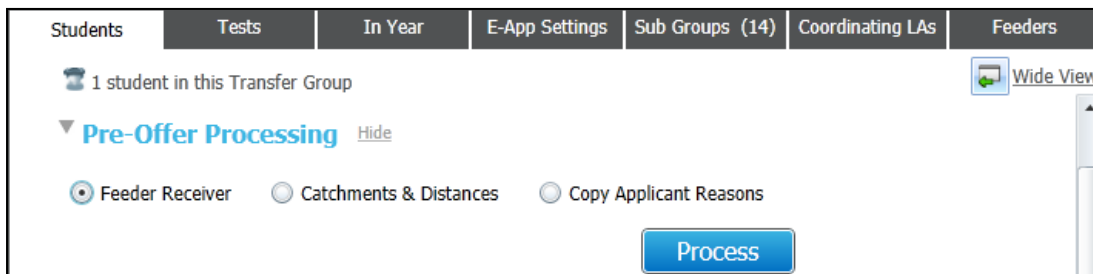 Students Tests In Year E-App Settings Sub Groups (14) Coordinating LAs Feeders
1 student in this Transfer Group Wide View
Pre-Offer Processing Hide
Feeder Receiver Catchments & Distances Copy Applicant Reasons
Process